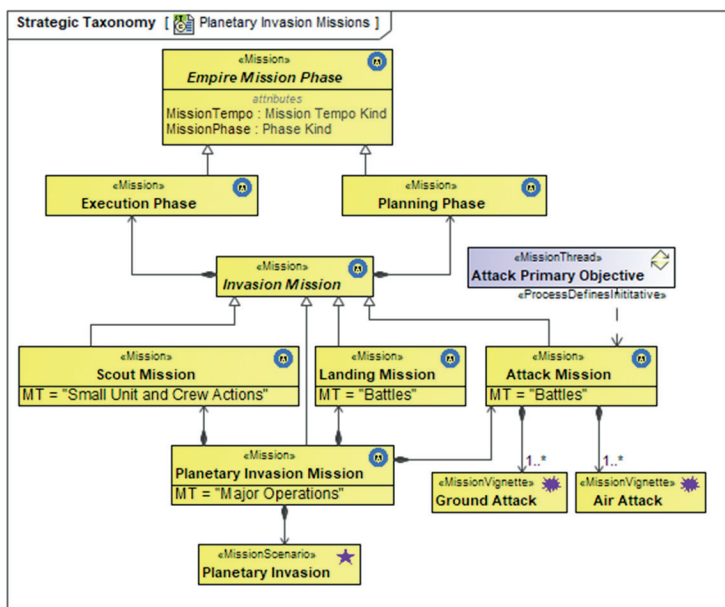 Strategic Taxonomy [ Planetary Invasion Missions ]
«Mission»
Empire Mission Phase
attributes
MissionTempo : Mission Tempo Kind
MissionPhase : Phase Kind
«Mission»
Execution Phase
«Mission»
Planning Phase
«Mission»
Invasion Mission
«MissionThread»
Attack Primary Objective
«ProcessDefinesInititative»
«Mission»
Scout Mission
MT = "Small Unit and Crew Actions"
«Mission»
Landing Mission
MT = "Battles"
«Mission»
Attack Mission
MT = "Battles"
«Mission»
Planetary Invasion Mission
MT = "Major Operations"
1..*
1..*
«MissionVignette»
Ground Attack
«MissionVignette»
Air Attack
«MissionScenario»
Planetary Invasion